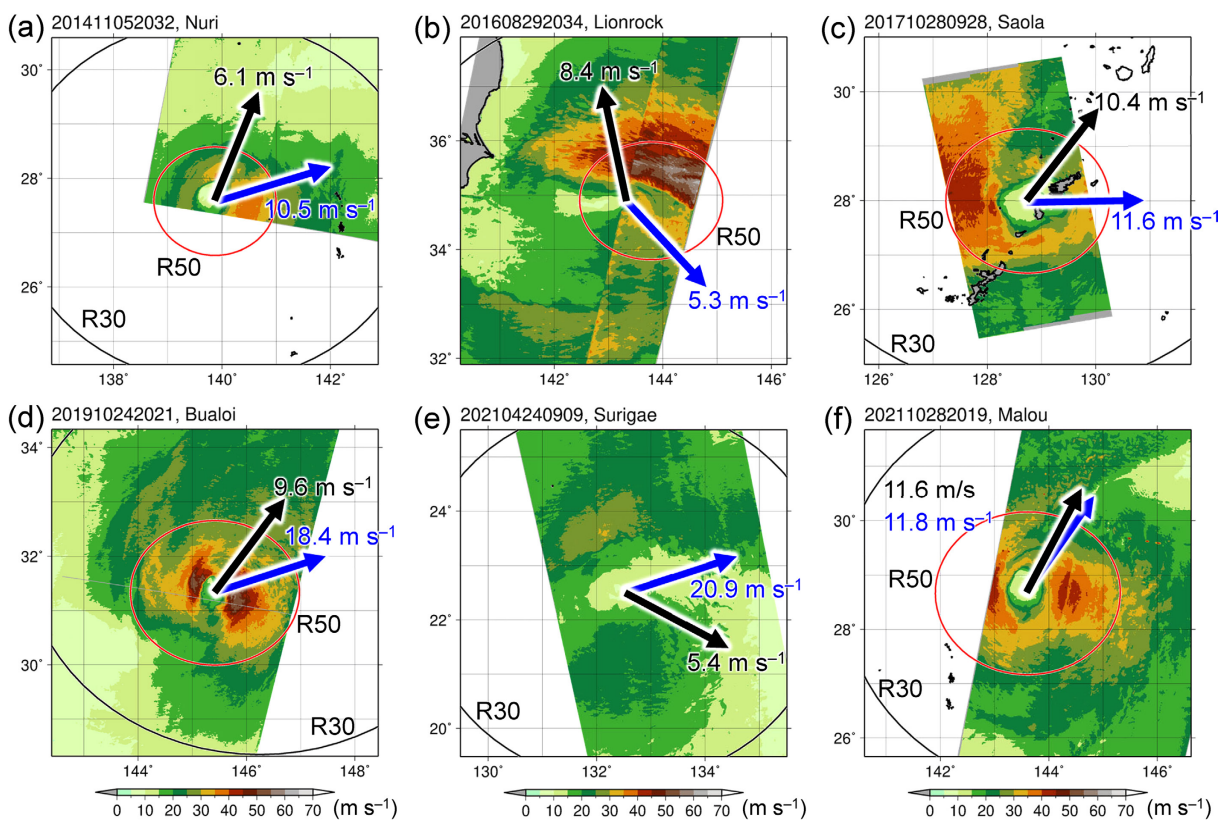 (a) 201411052032, Nuri
30°
28°
26°
138°
140°
142°
6.1 m s⁻¹
10.5 m s⁻¹
R50
R30
(b) 201608292034, Lionrock
36°
34°
32°
142°
144°
146°
8.4 m s⁻¹
5.3 m s⁻¹
R50
(c) 201710280928, Saola
30°
28°
26°
126°
128°
130°
10.4 m s⁻¹
11.6 m s⁻¹
R50
R30
(d) 201910242021, Bualoi
34°
32°
30°
144°
146°
148°
9.6 m s⁻¹
18.4 m s⁻¹
R50
R30
(e) 202104240909, Surigae
24°
22°
20°
130°
132°
134°
20.9 m s⁻¹
5.4 m s⁻¹
R30
(f) 202110282019, Malou
30°
28°
26°
142°
144°
146°
11.6 m/s
11.8 m s⁻¹
R50
R30
0 10 20 30 40 50 60 70 (m s⁻¹)
0 10 20 30 40 50 60 70 (m s⁻¹)
0 10 20 30 40 50 60 70 (m s⁻¹)